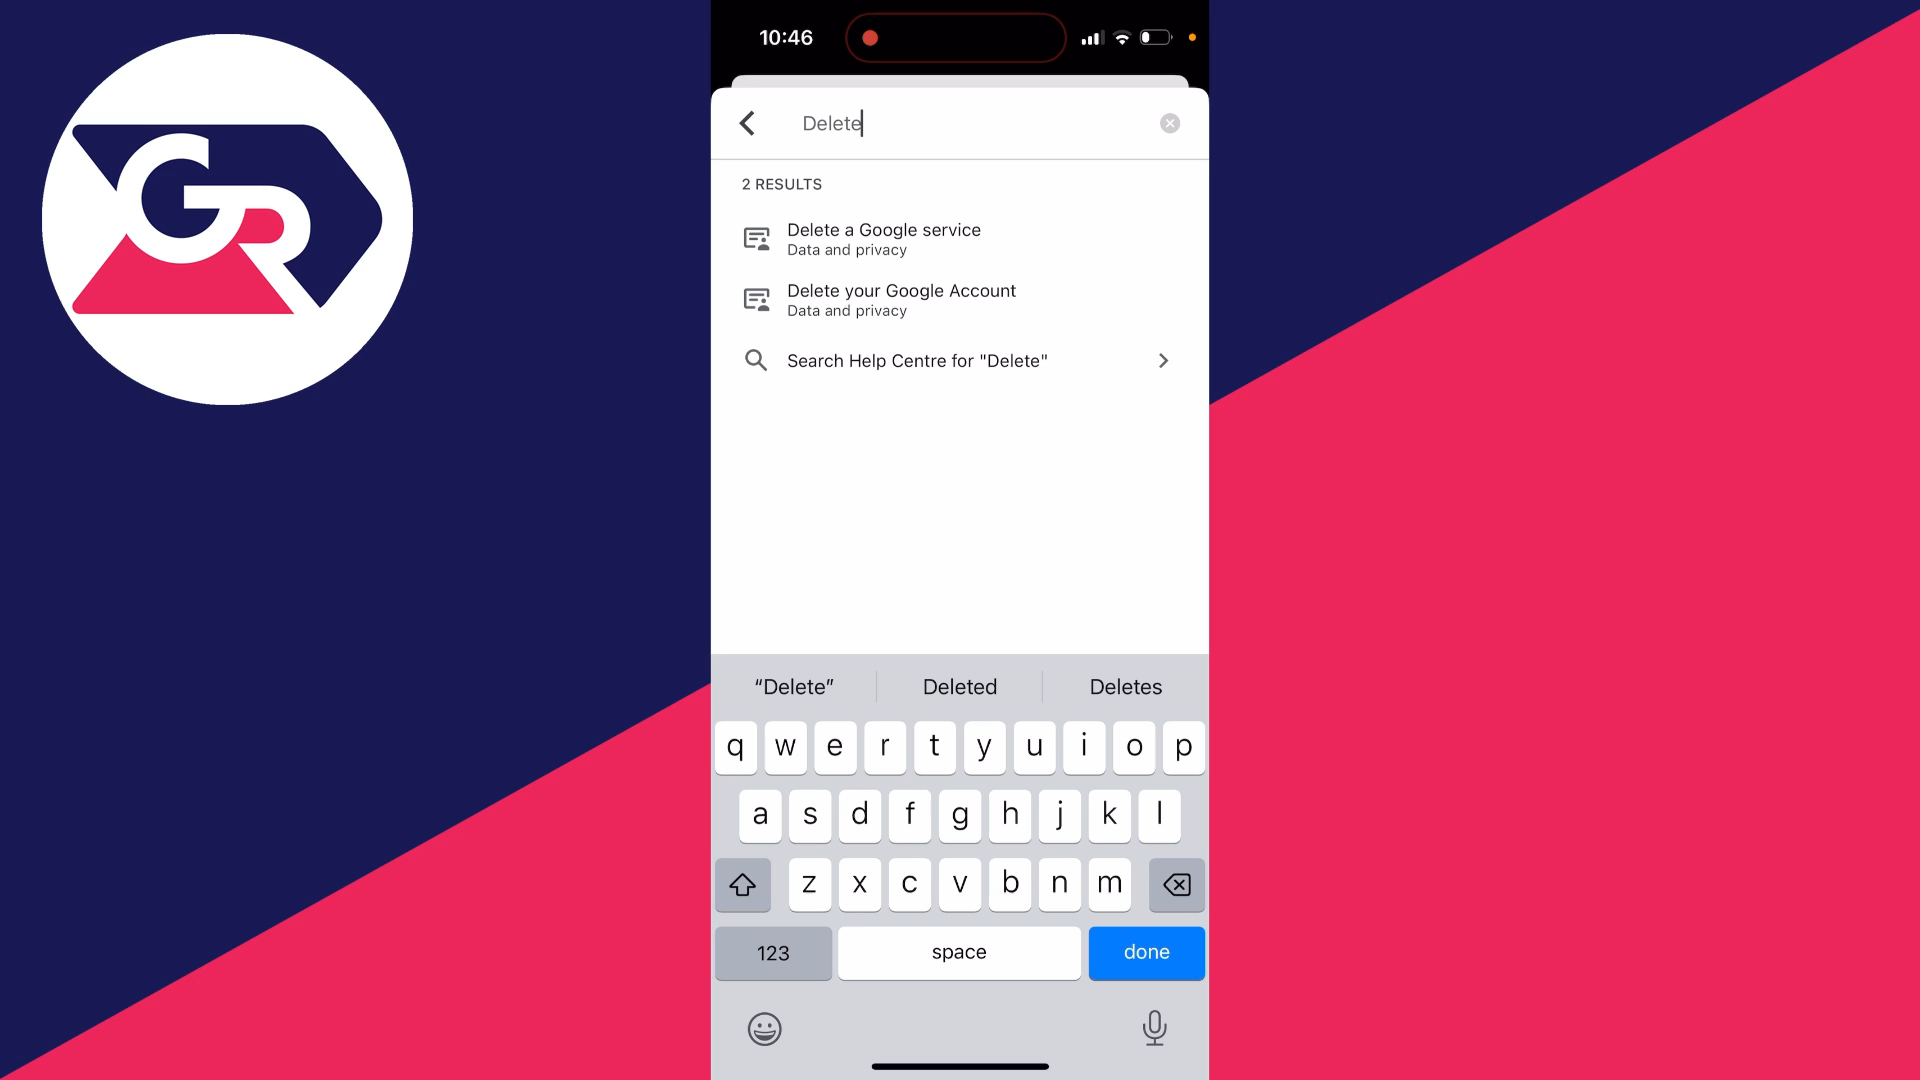 GR
10:46
Delete
2 RESULTS
Delete a Google service
Data and privacy
Delete your Google Account
Data and privacy
Search Help Centre for "Delete"
“Delete” Deleted Deletes
q w e r t y u i o p
a s d f g h j k l
z x c v b n m
123 space done